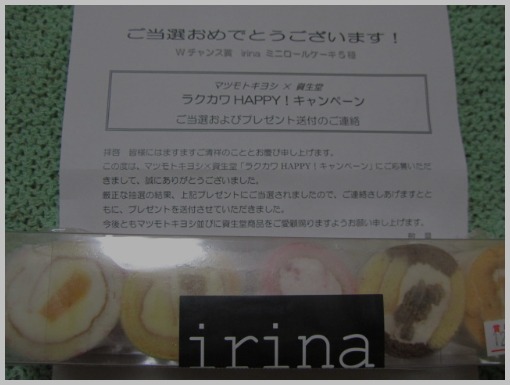 ご当選おめでとうございます！
Wチャンス賞　irina ミニロールケーキ5種
マツモトキヨシ × 資生堂
ラクカワ HAPPY！キャンペーン
ご当選およびプレゼント送付のご連絡
拝啓　皆様にはますますご清祥のこととお慶び申し上げます。
この度は、マツモトキヨシ×資生堂「ラクカワ HAPPY！キャンペーン」にご応募いただ
きまして、誠にありがとうございました。
厳正な抽選の結果、上記プレゼントにご当選されましたので、ご連絡さしあげますとと
もに、プレゼントを送付させていただきました。
今後ともマツモトキヨシ並びに資生堂商品をご愛顧賜りますようお願い申し上げます。
敬具
irina